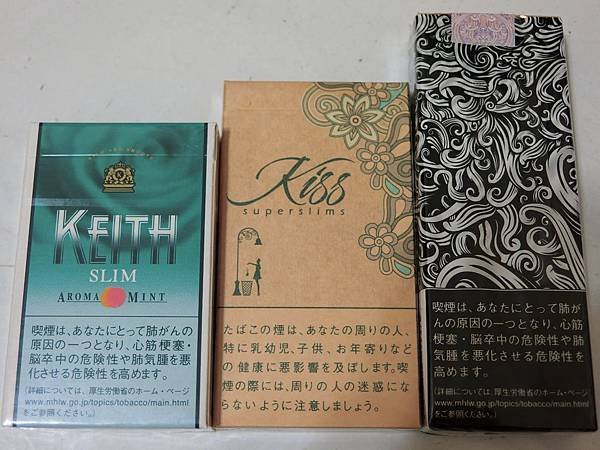 KEITH
SLIM
AROMA MINT
喫煙は、あなたにとって肺がんの
原因の一つとなり、心筋梗塞・
脳卒中の危険性や肺気腫を悪
化させる危険性を高めます。
(詳細については、厚生労働省のホーム・ページ
www.mhlw.go.jp/topics/tobacco/main.html
をご参照ください。)
Kiss
superslims
たばこの煙は、あなたの周りの人、
特に乳幼児、子供、お年寄りなど
の健康に悪影響を及ぼします。喫
煙の際には、周りの人の迷惑にな
らないように注意しましょう。
喫煙は、あなたにとって肺がん
の原因の一つとなり、心筋
梗塞・脳卒中の危険性や肺気
腫を悪化させる危険性を
高めます。
(詳細については、厚生労働省のホーム・ページ
www.mhlw.go.jp/topics/tobacco/main.html
をご参照ください。)